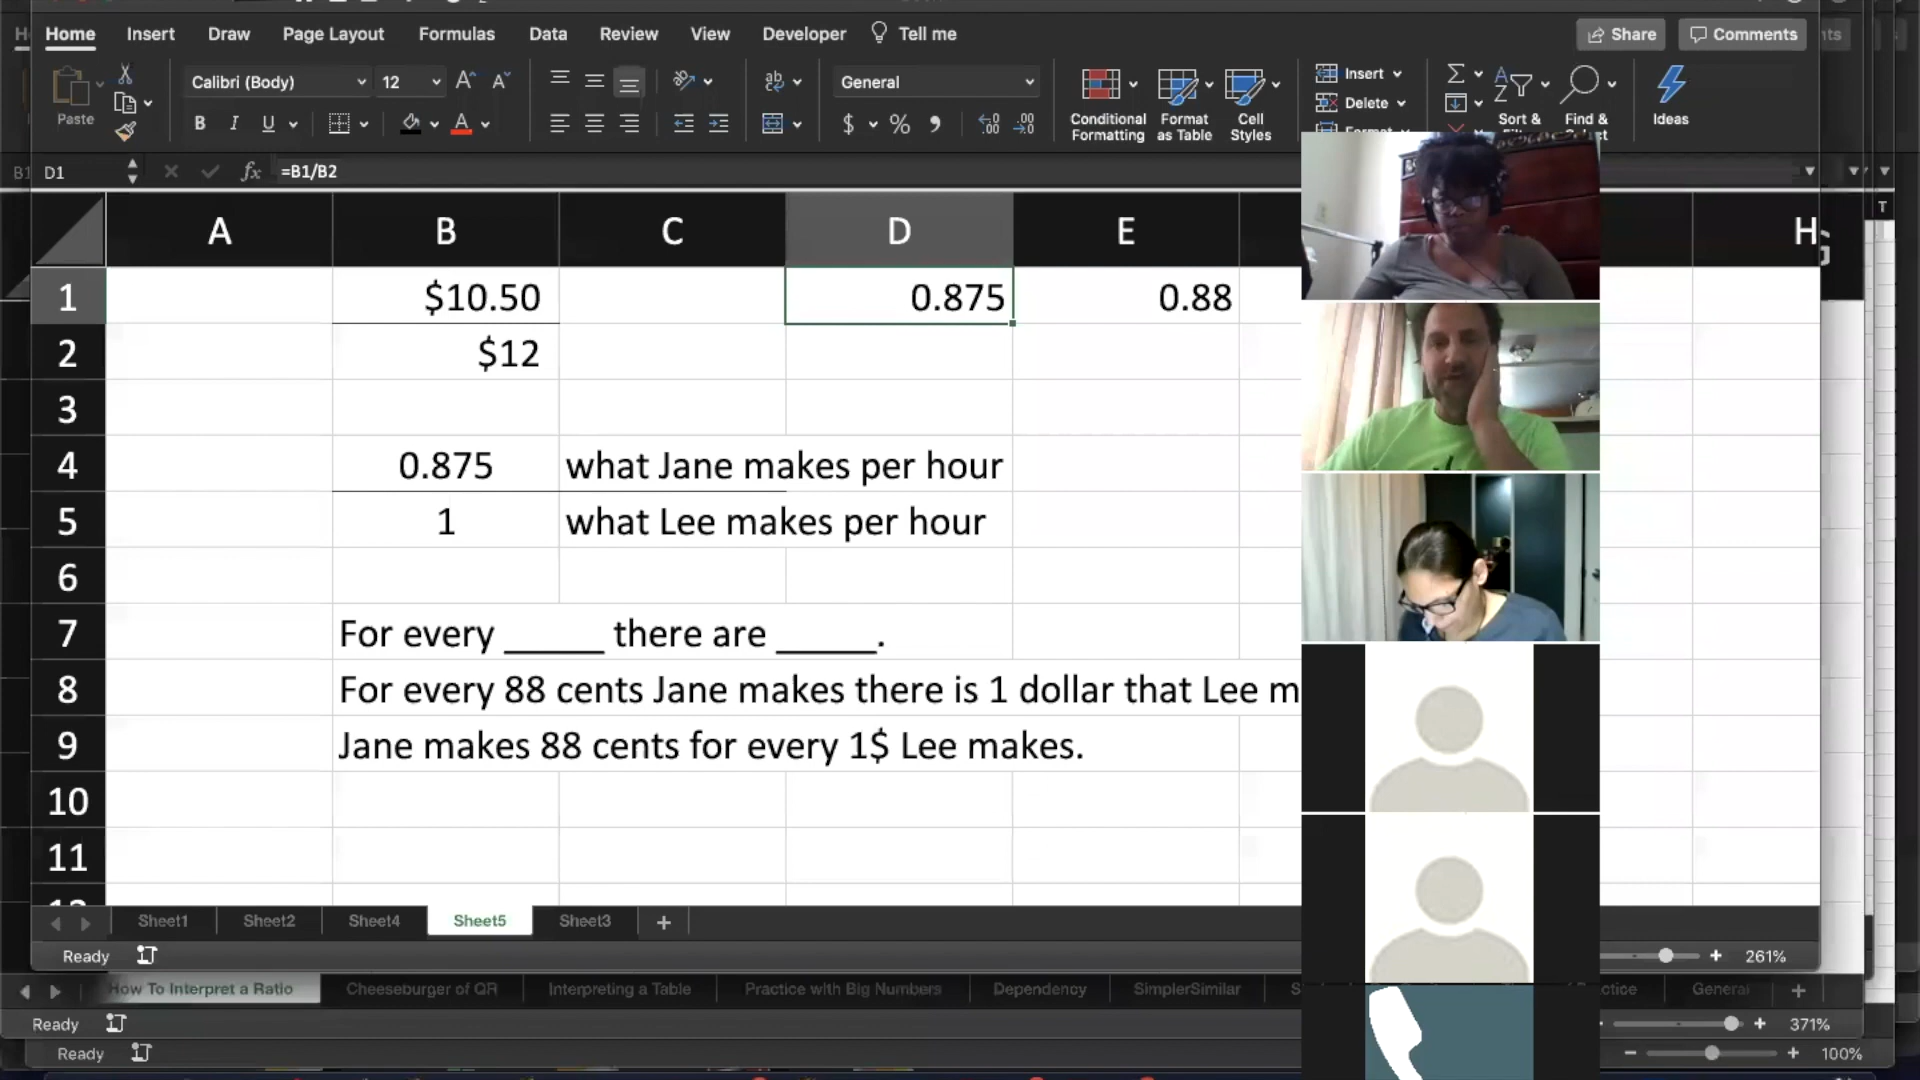 Home Insert Draw Page Layout Formulas Data Review View Developer Tell me Share Comments
Paste Calibri (Body) 12 General Insert
Delete
B I U $ % Conditional Formatting Format as Table Cell Styles Format Sort & Find & Ideas
D1 fx =B1/B2
A B C D E H
1 $10.50 0.875 0.88
2 $12
3
4 0.875 what Jane makes per hour
5 1 what Lee makes per hour
6
7 For every _____ there are _____.
8 For every 88 cents Jane makes there is 1 dollar that Lee m
9 Jane makes 88 cents for every 1$ Lee makes.
10
11
12
Sheet1 Sheet2 Sheet4 Sheet5 Sheet3 +
Ready 261%
How To Interpret a Ratio Cheeseburger of QR Interpreting a Table Practice with Big Numbers Dependency SimplerSimilar General +
Ready 371%
Ready 100%